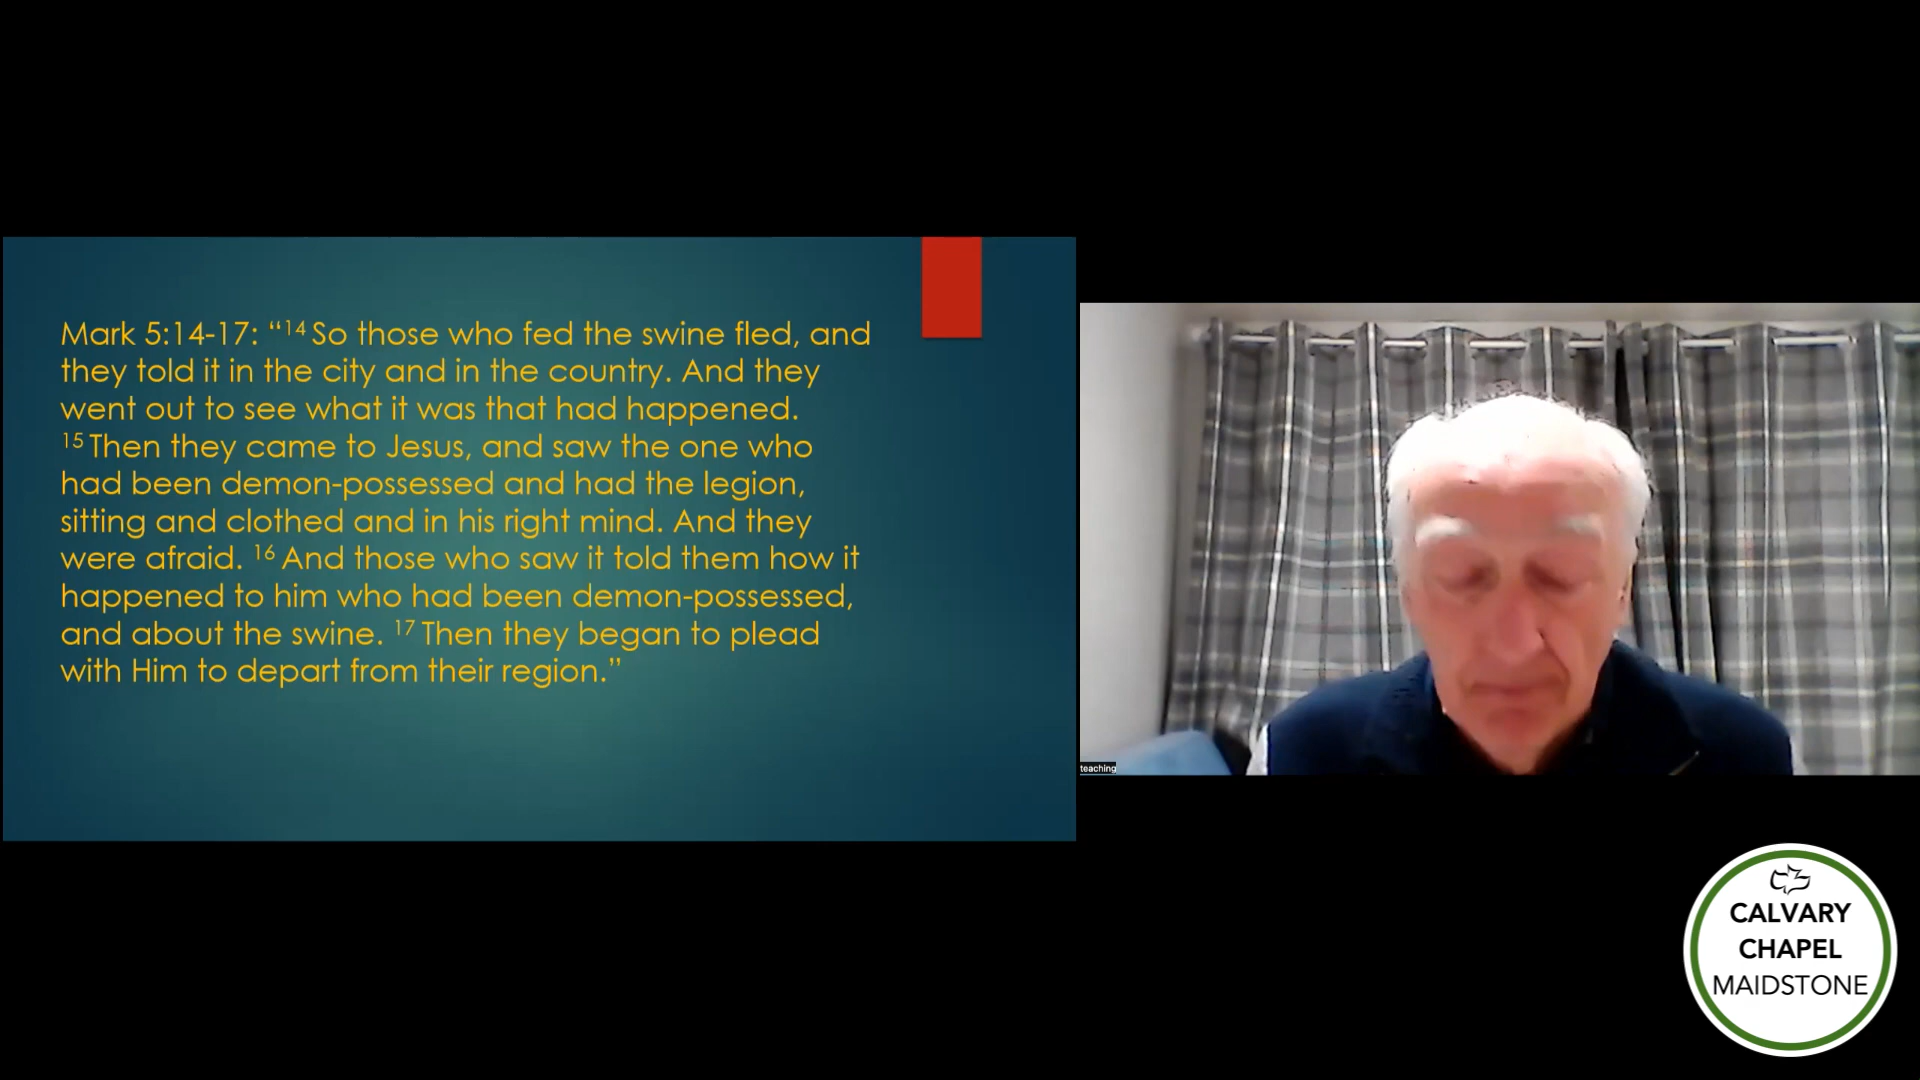 Mark 5:14-17: “14 So those who fed the swine fled, and
they told it in the city and in the country. And they
went out to see what it was that had happened.
15 Then they came to Jesus, and saw the one who
had been demon-possessed and had the legion,
sitting and clothed and in his right mind. And they
were afraid. 16 And those who saw it told them how it
happened to him who had been demon-possessed,
and about the swine. 17 Then they began to plead
with Him to depart from their region.”
teaching
CALVARY
CHAPEL
MAIDSTONE